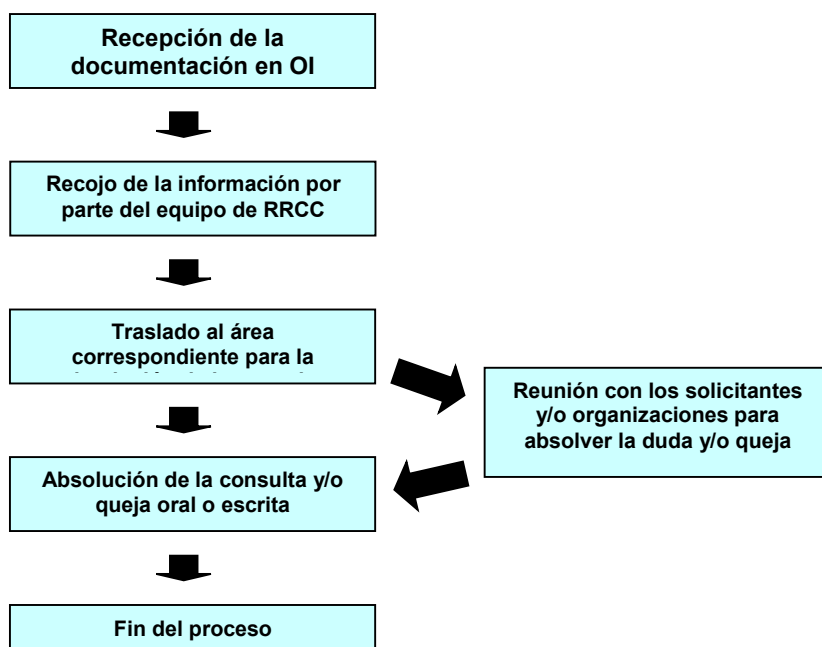 Recepción de la
documentación en OI
Recojo de la información por
parte del equipo de RRCC
Traslado al área
correspondiente para la
Reunión con los solicitantes
y/o organizaciones para
absolver la duda y/o queja
Absolución de la consulta y/o
queja oral o escrita
Fin del proceso